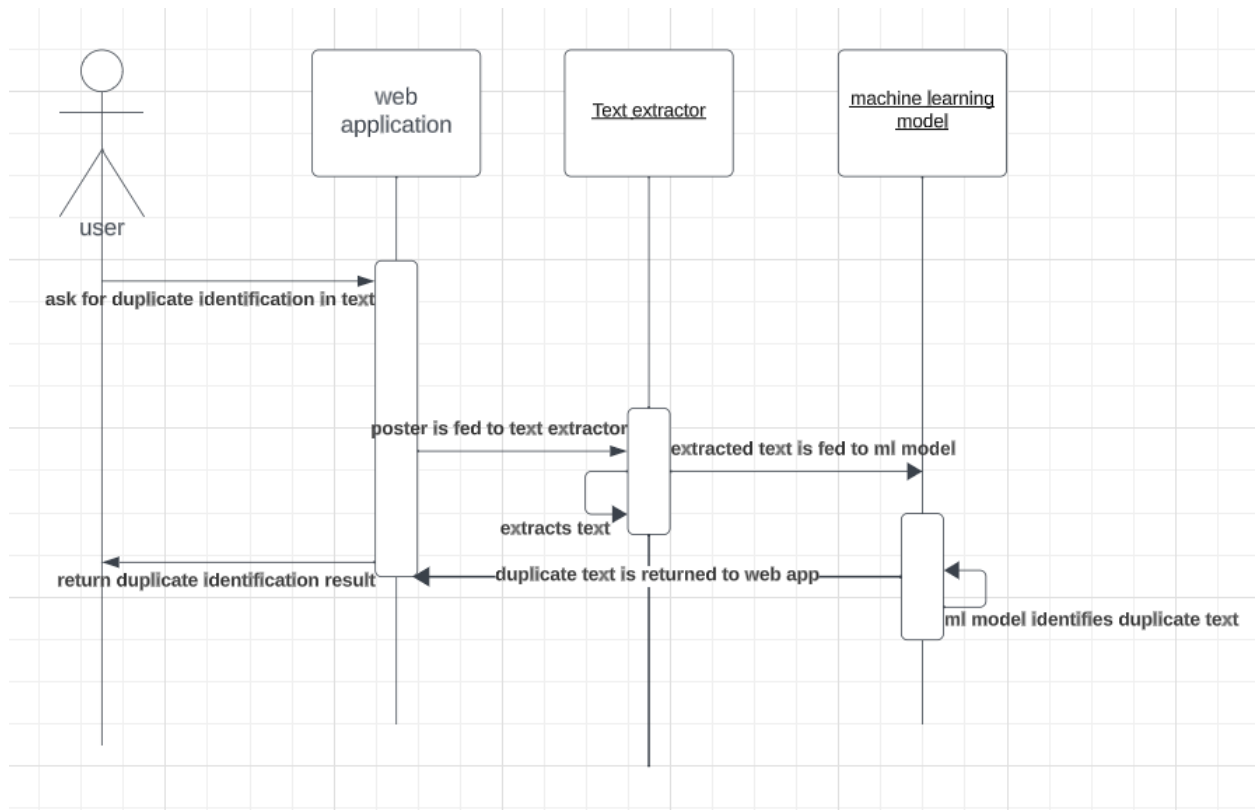 web
application
Text extractor
machine learning
model
user
ask for duplicate identification in text
poster is fed to text extractor
extracted text is fed to ml model
extracts text
return duplicate identification result
duplicate text is returned to web app
ml model identifies duplicate text